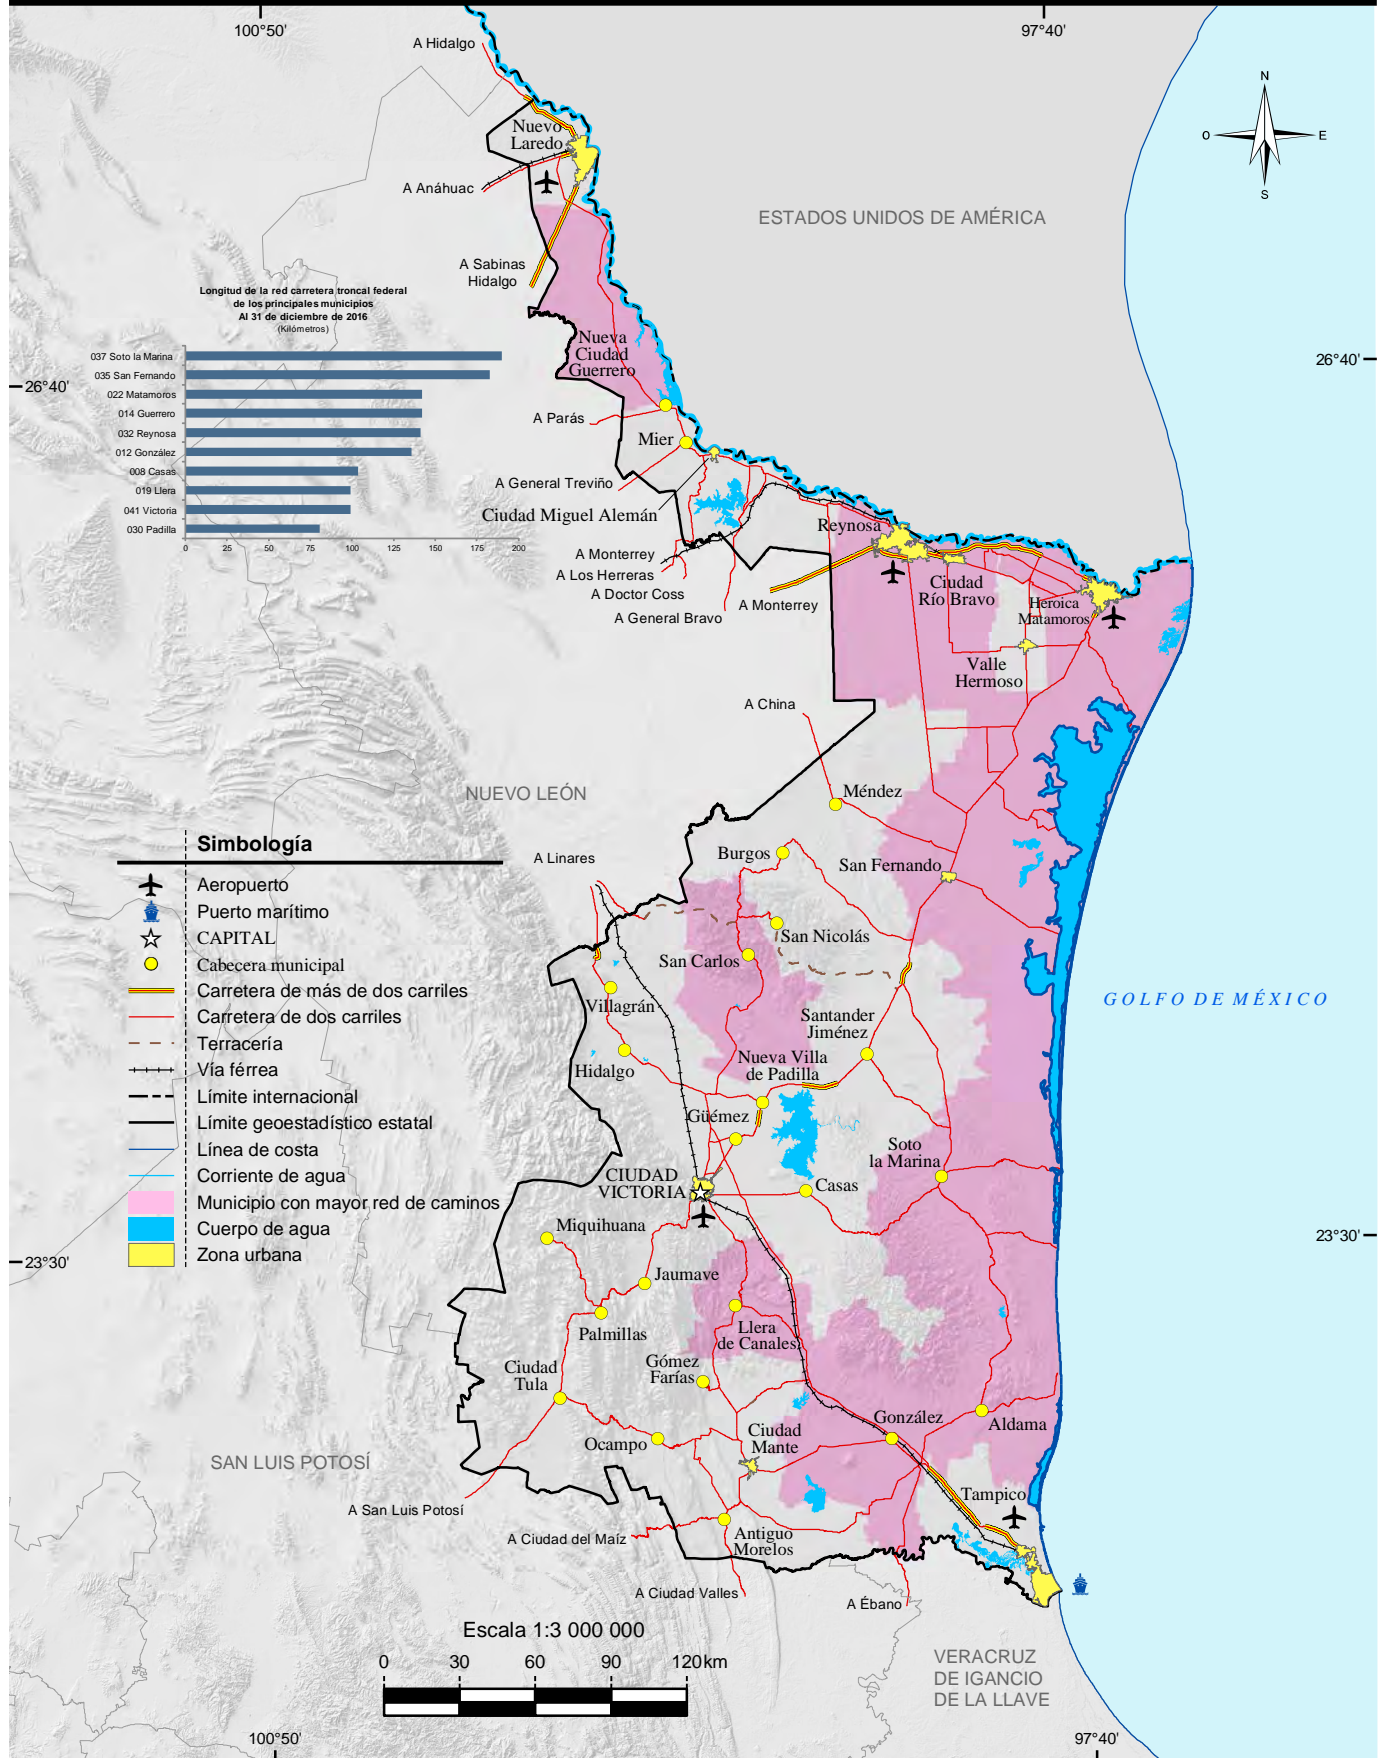 100°50'
97°40'
A Hidalgo
N
O
E
S
Nuevo
Laredo
A Anáhuac
ESTADOS UNIDOS DE AMÉRICA
A Sabinas
Hidalgo
Longitud de la red carretera troncal federal
de los principales municipios
Al 31 de diciembre de 2016
(Kilómetros)
037 Soto la Marina
035 San Fernando
022 Matamoros
014 Guerrero
032 Reynosa
012 González
008 Casas
019 Llera
041 Victoria
030 Padilla
0 25 50 75 100 125 150 175 200
26°40'
26°40'
Nueva
Ciudad
Guerrero
A Parás
Mier
A General Treviño
Ciudad Miguel Alemán
Reynosa
A Monterrey
A Los Herreras
A Doctor Coss
A General Bravo
A Monterrey
Ciudad
Río Bravo
Heroica
Matamoros
Valle
Hermoso
A China
NUEVO LEÓN
Méndez
Burgos
San Fernando
A Linares
San Nicolás
San Carlos
Villagrán
Santander
Jiménez
GOLFO DE MÉXICO
Hidalgo
Nueva Villa
de Padilla
Güémez
Soto
la Marina
CIUDAD
VICTORIA
Casas
Simbología
Aeropuerto
Puerto marítimo
CAPITAL
Cabecera municipal
Carretera de más de dos carriles
Carretera de dos carriles
Terracería
Vía férrea
Límite internacional
Límite geoestadístico estatal
Línea de costa
Corriente de agua
Municipio con mayor red de caminos
Cuerpo de agua
Zona urbana
23°30'
23°30'
Miquihuana
Jaumave
Palmillas
Llera
de Canales
Ciudad
Tula
Gómez
Farías
González
Aldama
Ocampo
Ciudad
Mante
SAN LUIS POTOSÍ
Tampico
A San Luis Potosí
A Ciudad del Maíz
Antiguo
Morelos
A Ciudad Valles
A Ébano
Escala 1:3 000 000
0 30 60 90 120km
VERACRUZ
DE IGANCIO
DE LA LLAVE
100°50'
97°40'